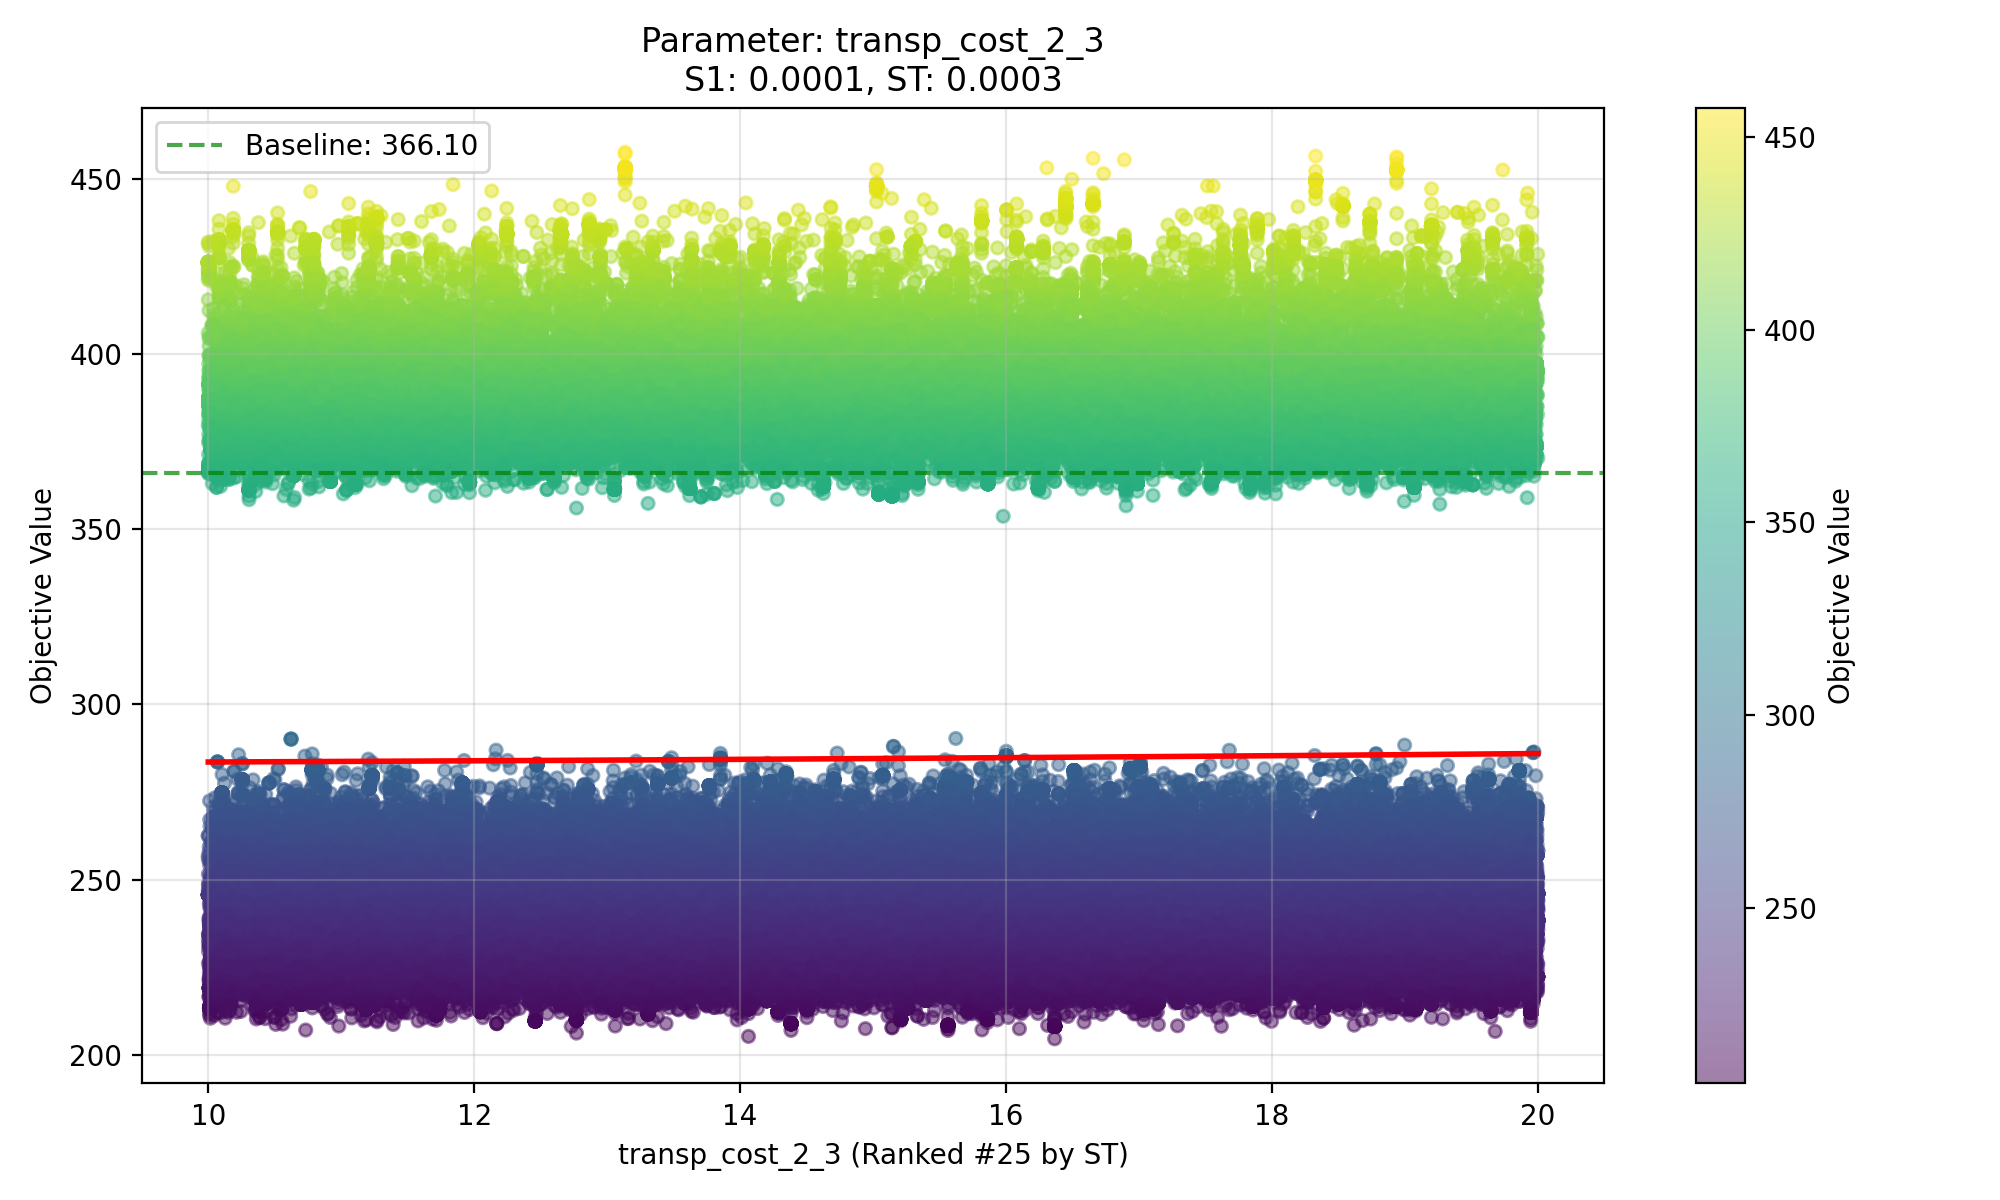 Parameter: transp_cost_2_3
S1: 0.0001, ST: 0.0003
Baseline: 366.10
Objective Value
450
400
350
300
250
200
10
12
14
16
18
20
transp_cost_2_3 (Ranked #25 by ST)
450
400
350
300
250
Objective Value